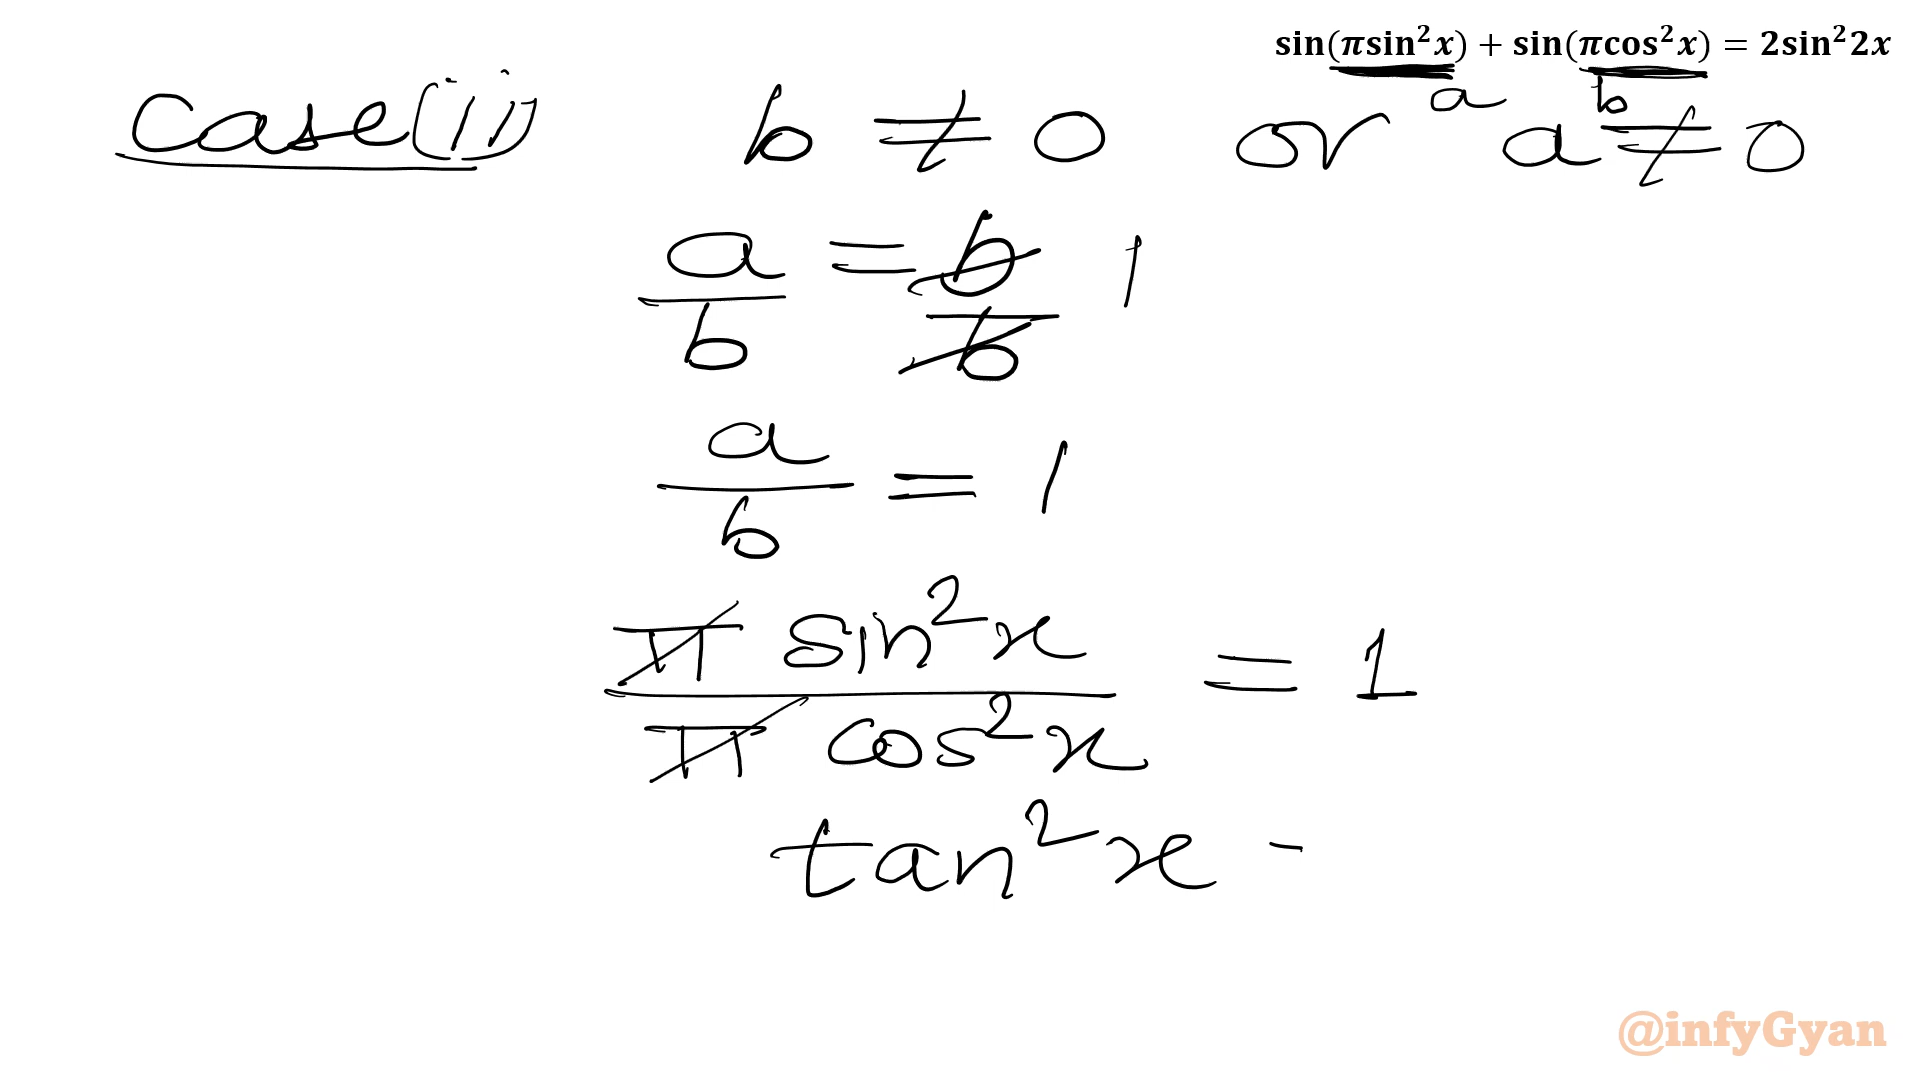 sin(πsin²x) + sin(πcos²x) = 2sin²2x
a b
case(ii) b ≠ 0 or a ≠ 0
a/b = b/b 1
a/b = 1
π sin²x / π cos²x = 1
tan²x -
@infyGyan